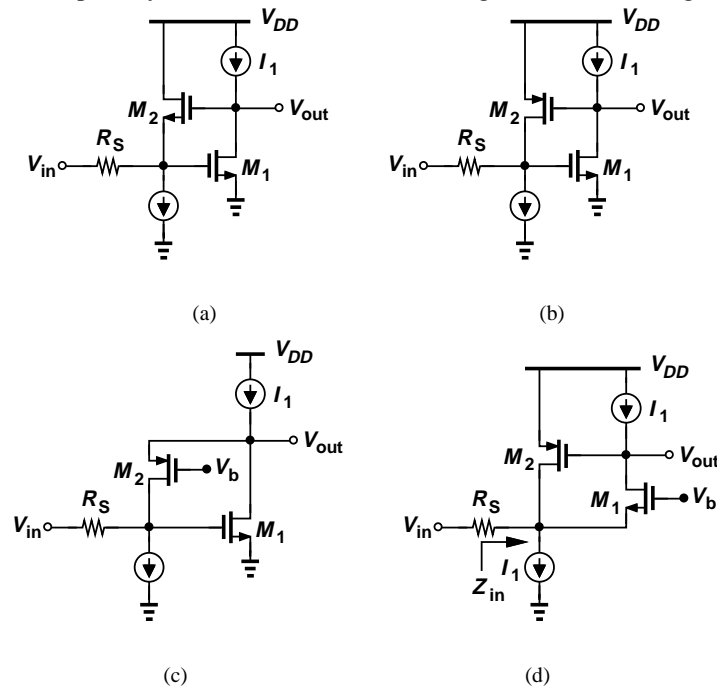 V_DD
V_DD
I_1
I_1
M_2
V_out
M_2
V_out
R_S
R_S
V_in
M_1
V_in
M_1
(a)
(b)
V_DD
V_DD
I_1
I_1
V_out
M_2
V_b
M_2
V_out
R_S
M_1
V_b
V_in
M_1
R_S
V_in
I_1
Z_in
(c)
(d)